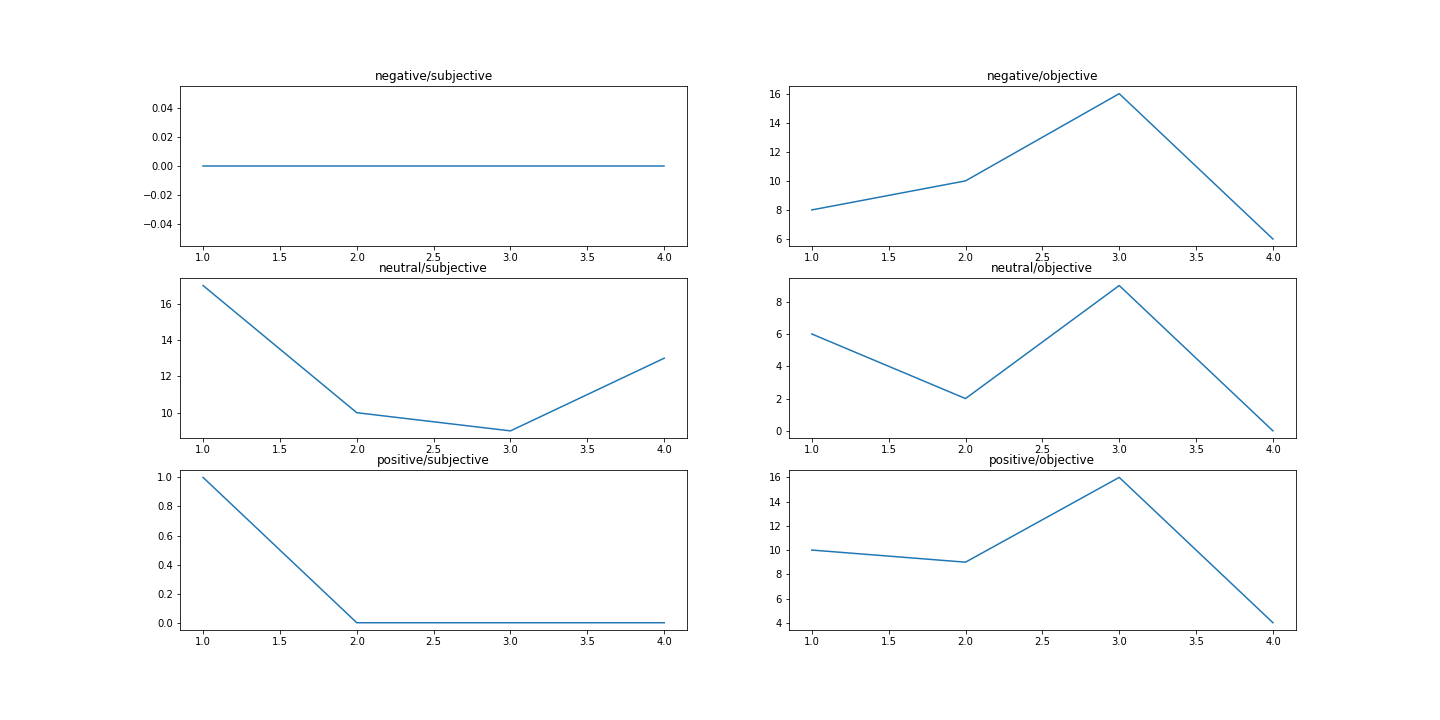 negative/subjective
0.04
0.02
0.00
−0.02
−0.04
1.0 1.5 2.0 2.5 3.0 3.5 4.0
negative/objective
16
14
12
10
8
6
1.0 1.5 2.0 2.5 3.0 3.5 4.0
neutral/subjective
16
14
12
10
1.0 1.5 2.0 2.5 3.0 3.5 4.0
neutral/objective
8
6
4
2
0
1.0 1.5 2.0 2.5 3.0 3.5 4.0
positive/subjective
1.0
0.8
0.6
0.4
0.2
0.0
1.0 1.5 2.0 2.5 3.0 3.5 4.0
positive/objective
16
14
12
10
8
6
4
1.0 1.5 2.0 2.5 3.0 3.5 4.0